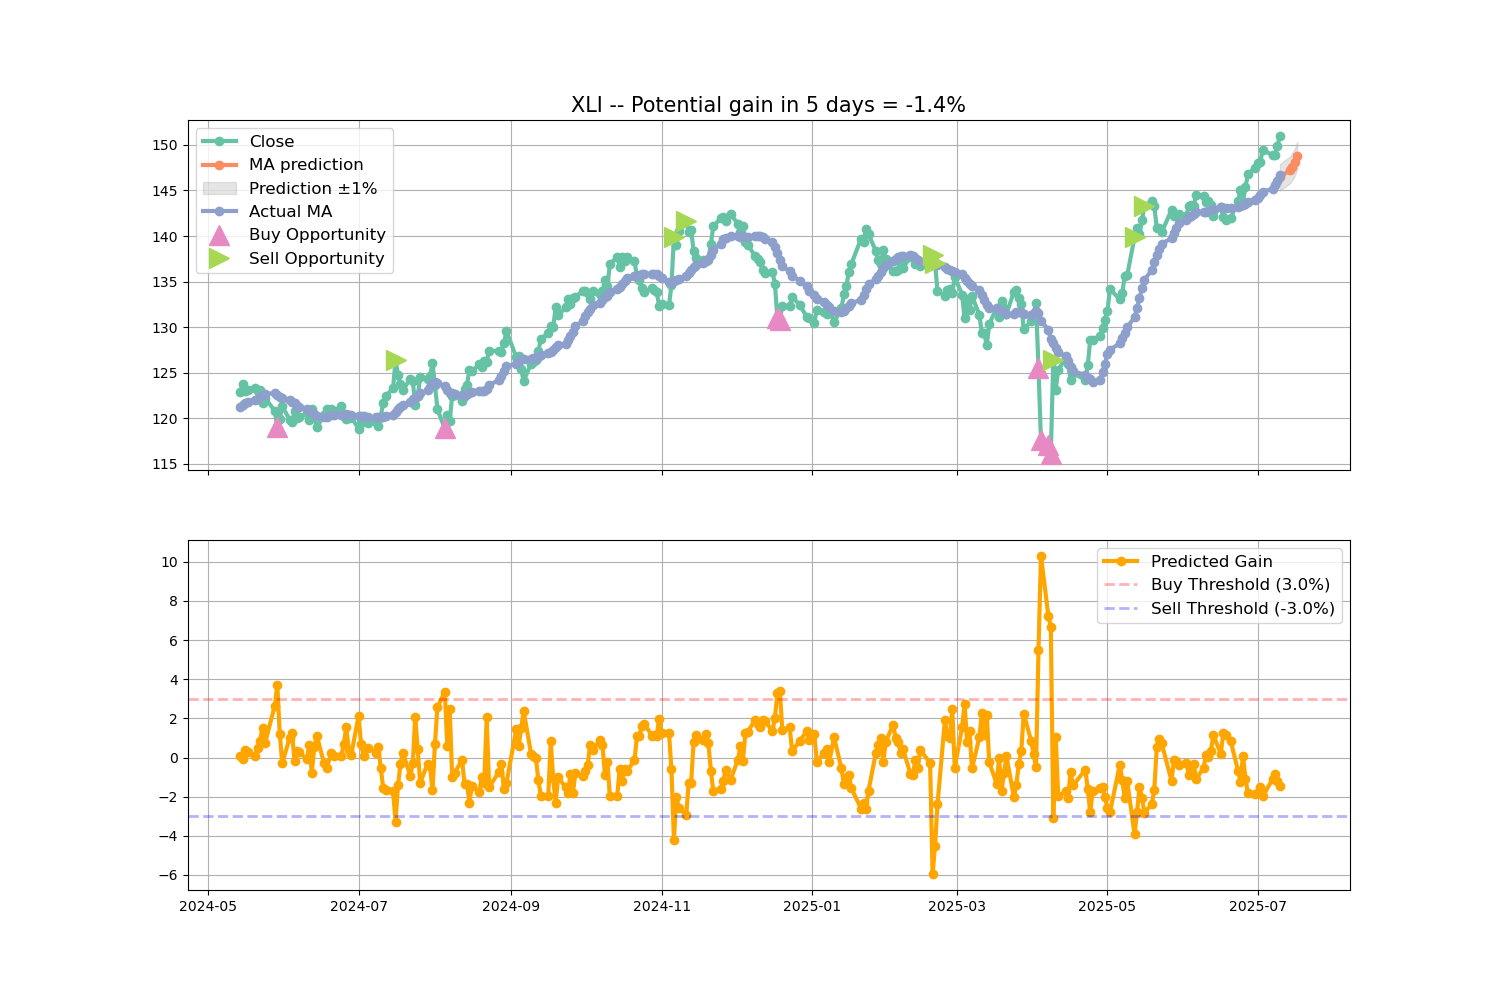 XLI -- Potential gain in 5 days = -1.4%
150
145
140
135
130
125
120
115
Close
MA prediction
Prediction ±1%
Actual MA
Buy Opportunity
Sell Opportunity
10
8
6
4
2
0
−2
−4
−6
Predicted Gain
Buy Threshold (3.0%)
Sell Threshold (-3.0%)
2024-05
2024-07
2024-09
2024-11
2025-01
2025-03
2025-05
2025-07